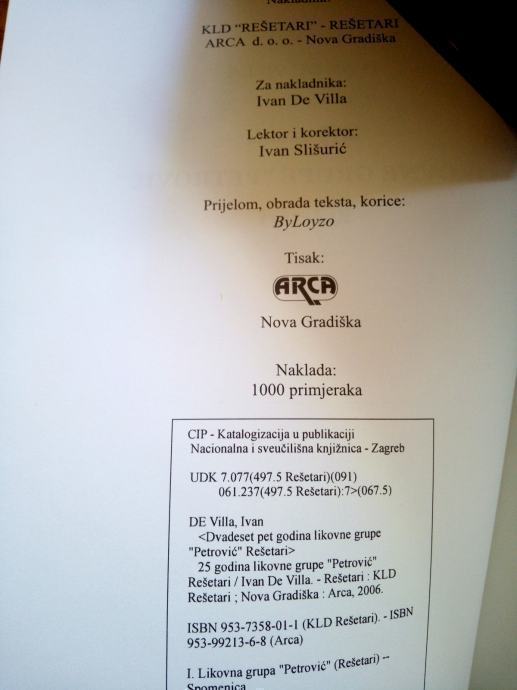 Nakladnik:
KLD "REŠETARI" - REŠETARI
ARCA d. o. o. - Nova Gradiška
Za nakladnika:
Ivan De Villa
Lektor i korektor:
Ivan Slišurić
Prijelom, obrada teksta, korice:
ByLoyzo
Tisak:
ARCA
Nova Gradiška
Naklada:
1000 primjeraka
CIP - Katalogizacija u publikaciji
Nacionalna i sveučilišna knjižnica - Zagreb
UDK 7.077(497.5 Rešetari)(091)
061.237(497.5 Rešetari):7>(067.5)
DE Villa, Ivan
<Dvadeset pet godina likovne grupe
"Petrović" Rešetari>
25 godina likovne grupe "Petrović"
Rešetari / Ivan De Villa. - Rešetari : KLD
Rešetari ; Nova Gradiška : Arca, 2006.
ISBN 953-7358-01-1 (KLD Rešetari). - ISBN
953-99213-6-8 (Arca)
I. Likovna grupa "Petrović" (Rešetari) --
Spomenica